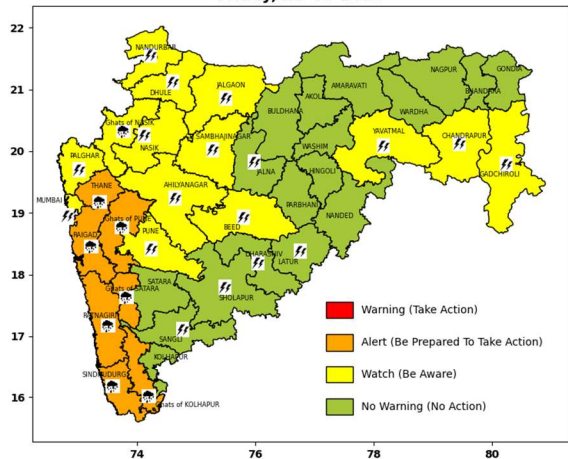 22
21
20
19
18
17
16
74
76
78
80
NANDURBAR
DHULE
JALGAON
Ghats of NASIK
NASIK
SAMBHAJINAGAR
BULDHANA
AKOL
AMARAVATI
NAGPUR
GONDIA
BHANDARA
WARDHA
WASHIM
YAVATMAL
CHANDRAPUR
GADCHIROLI
PALGHAR
THANE
MUMBAI
AHILYANAGAR
JALNA
HINGOLI
PARBHANI
NANDED
BEED
RAIGAD
Ghats of PUNE
PUNE
DHARASHIV
LATUR
SATARA
Ghats of SATARA
SHOLAPUR
RATNAGIRI
SANGLI
KOLHAPUR
SINDHUDURG
Ghats of KOLHAPUR
Warning (Take Action)
Alert (Be Prepared To Take Action)
Watch (Be Aware)
No Warning (No Action)